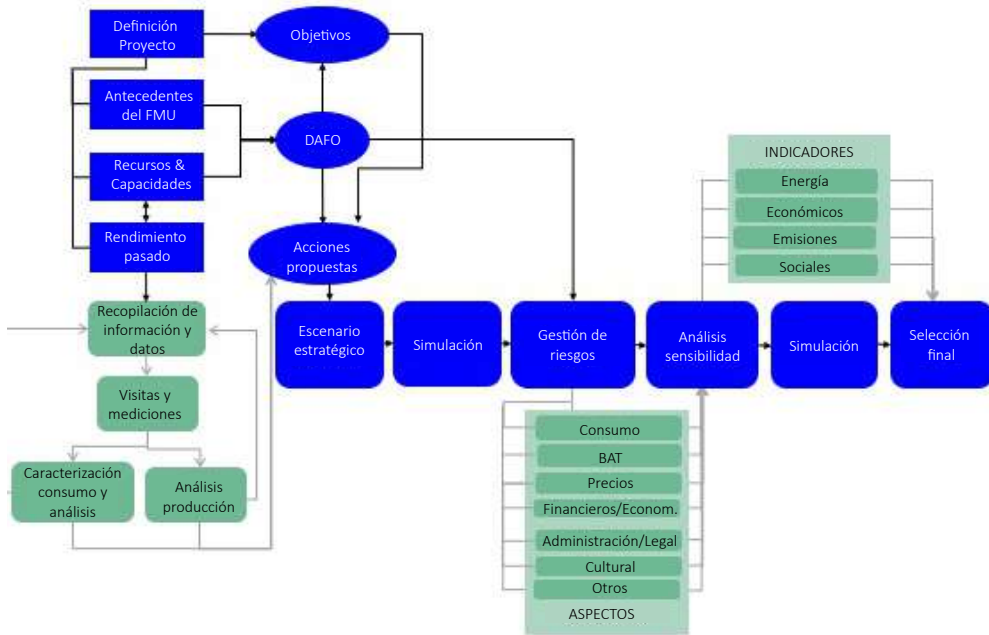 Definición
Proyecto
Objetivos
Antecedentes
del FMU
DAFO
Recursos &
Capacidades
Rendimiento
pasado
Acciones
propuestas
Recopilación de
información y
datos
Visitas y
mediciones
Caracterización
consumo y
análisis
Análisis
producción
Escenario
estratégico
Simulación
Gestión de
riesgos
Análisis
sensibilidad
Simulación
Selección
final
INDICADORES
Energía
Económicos
Emisiones
Sociales
Consumo
BAT
Precios
Financieros/Econom.
Administración/Legal
Cultural
Otros
ASPECTOS